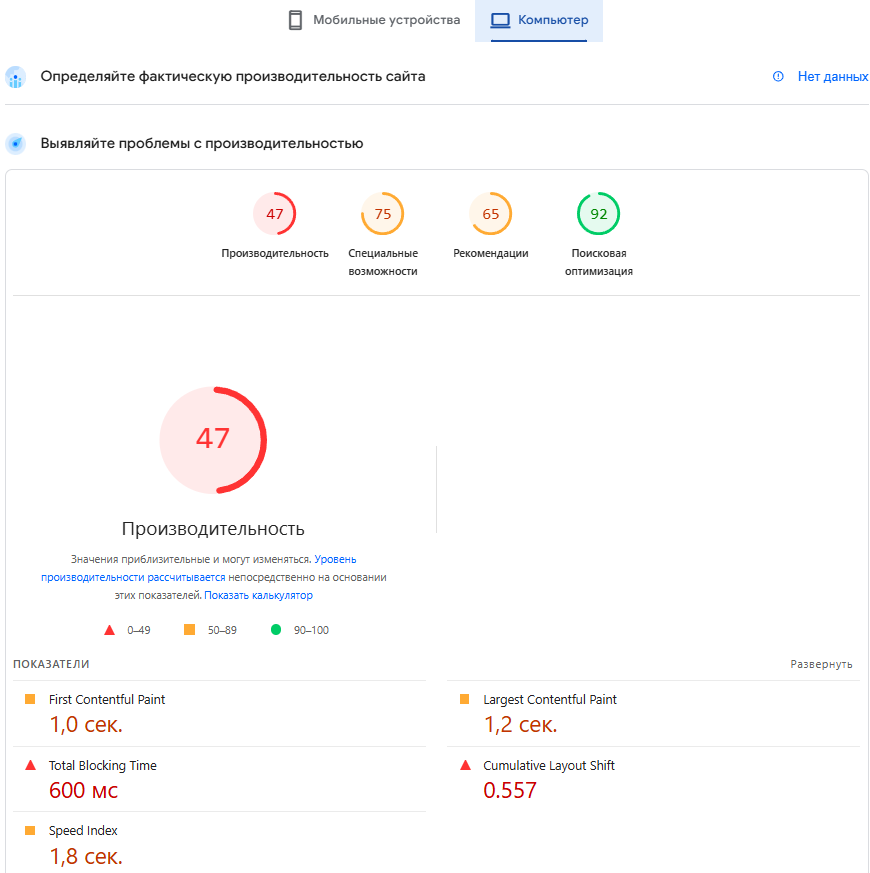 Мобильные устройства
Компьютер
Определяйте фактическую производительность сайта
Нет данных
Выявляйте проблемы с производительностью
47
75
65
92
Производительность
Специальные
возможности
Рекомендации
Поисковая
оптимизация
47
Производительность
Значения приблизительные и могут изменяться. Уровень
производительности рассчитывается непосредственно на основании
этих показателей. Показать калькулятор
0–49
50–89
90–100
ПОКАЗАТЕЛИ
Развернуть
First Contentful Paint
1,0 сек.
Largest Contentful Paint
1,2 сек.
Total Blocking Time
600 мс
Cumulative Layout Shift
0.557
Speed Index
1,8 сек.